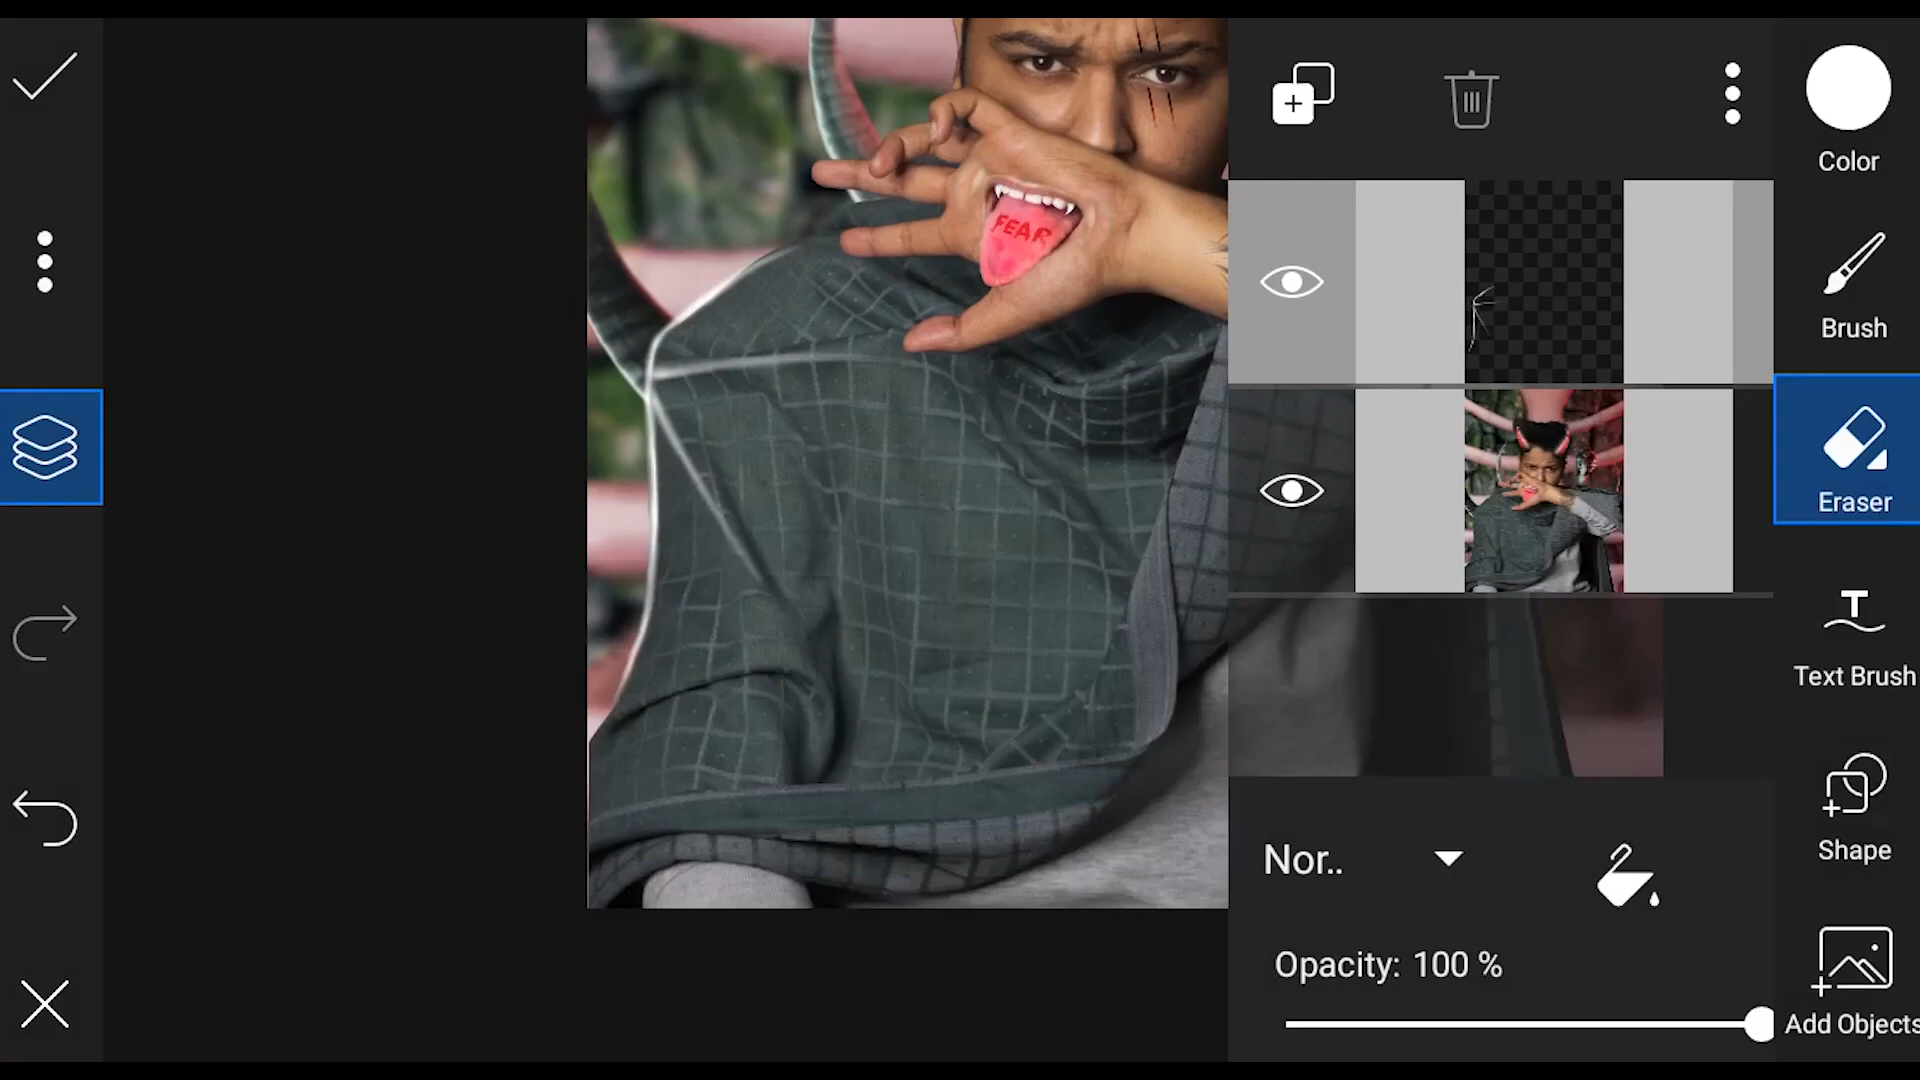 FEAR
Color
Brush
Eraser
Text Brush
Shape
Add Objects
Nor..
Opacity: 100 %